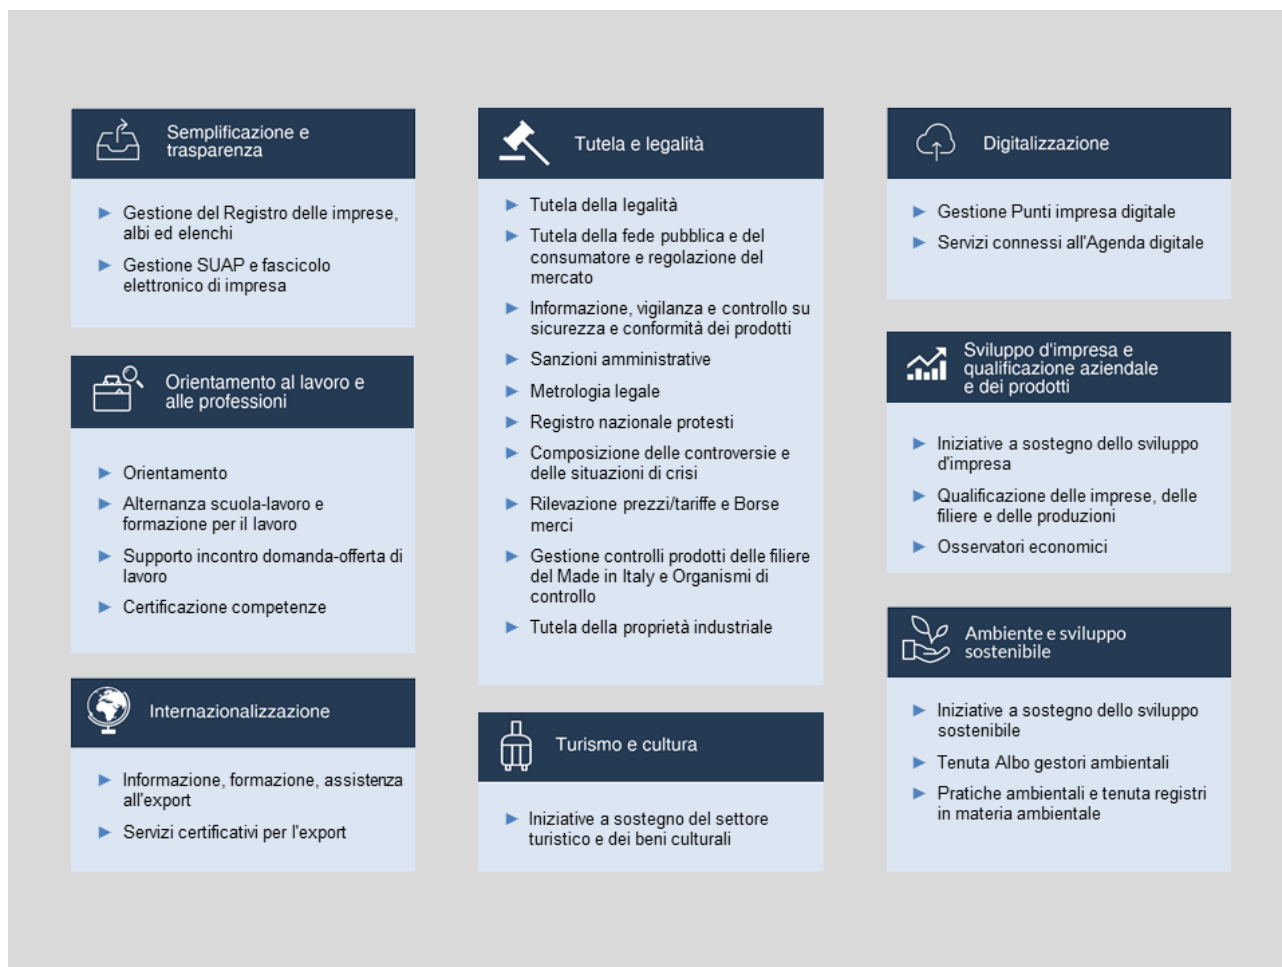 Semplificazione e
trasparenza
► Gestione del Registro delle imprese,
albi ed elenchi
► Gestione SUAP e fascicolo
elettronico di impresa
Orientamento al lavoro e
alle professioni
► Orientamento
► Alternanza scuola-lavoro e
formazione per il lavoro
► Supporto incontro domanda-offerta di
lavoro
► Certificazione competenze
Internazionalizzazione
► Informazione, formazione, assistenza
all'export
► Servizi certificativi per l'export
Tutela e legalità
► Tutela della legalità
► Tutela della fede pubblica e del
consumatore e regolazione del
mercato
► Informazione, vigilanza e controllo su
sicurezza e conformità dei prodotti
► Sanzioni amministrative
► Metrologia legale
► Registro nazionale protesti
► Composizione delle controversie e
delle situazioni di crisi
► Rilevazione prezzi/tariffe e Borse
merci
► Gestione controlli prodotti delle filiere
del Made in Italy e Organismi di
controllo
► Tutela della proprietà industriale
Turismo e cultura
► Iniziative a sostegno del settore
turistico e dei beni culturali
Digitalizzazione
► Gestione Punti impresa digitale
► Servizi connessi all'Agenda digitale
Sviluppo d'impresa e
qualificazione aziendale
e dei prodotti
► Iniziative a sostegno dello sviluppo
d'impresa
► Qualificazione delle imprese, delle
filiere e delle produzioni
► Osservatori economici
Ambiente e sviluppo
sostenibile
► Iniziative a sostegno dello sviluppo
sostenibile
► Tenuta Albo gestori ambientali
► Pratiche ambientali e tenuta registri
in materia ambientale